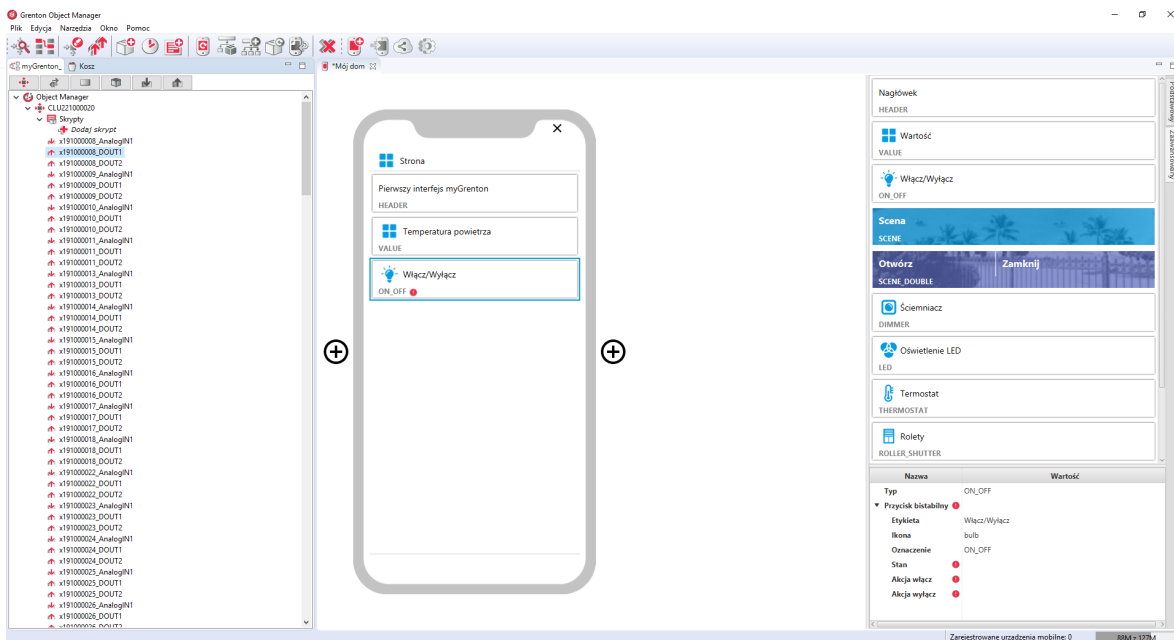 Grenton Object Manager
Plik Edycja Narzędzia Okno Pomoc
myGrenton_ Kosz
*Mój dom
Object Manager
CLU221000020
Skrypty
Dodaj skrypt
x191000008_AnalogIN1
x191000008_DOUT1
x191000008_DOUT2
x191000009_AnalogIN1
x191000009_DOUT1
x191000009_DOUT2
x191000010_AnalogIN1
x191000010_DOUT1
x191000010_DOUT2
x191000011_AnalogIN1
x191000011_DOUT1
x191000011_DOUT2
x191000013_AnalogIN1
x191000013_DOUT1
x191000013_DOUT2
x191000014_AnalogIN1
x191000014_DOUT1
x191000014_DOUT2
x191000015_AnalogIN1
x191000015_DOUT1
x191000015_DOUT2
x191000016_AnalogIN1
x191000016_DOUT1
x191000016_DOUT2
x191000017_AnalogIN1
x191000017_DOUT1
x191000017_DOUT2
x191000018_AnalogIN1
x191000018_DOUT1
x191000018_DOUT2
x191000022_AnalogIN1
x191000022_DOUT1
x191000022_DOUT2
x191000023_AnalogIN1
x191000023_DOUT1
x191000023_DOUT2
x191000024_AnalogIN1
x191000024_DOUT1
x191000024_DOUT2
x191000025_AnalogIN1
x191000025_DOUT1
x191000025_DOUT2
x191000026_AnalogIN1
x191000026_DOUT1
x191000026_DOUT2
Strona
Pierwszy interfejs myGrenton
HEADER
Temperatura powietrza
VALUE
Włącz/Wyłącz
ON_OFF
Nagłówek
HEADER
Wartość
VALUE
Włącz/Wyłącz
ON_OFF
Scena
SCENE
Otwórz Zamknij
SCENE_DOUBLE
Ściemniacz
DIMMER
Oświetlenie LED
LED
Termostat
THERMOSTAT
Rolety
ROLLER_SHUTTER
Podstawowy
Zaawansowany
Nazwa Wartość
Typ ON_OFF
Przycisk bistabilny
Etykieta Włącz/Wyłącz
Ikona bulb
Oznaczenie ON_OFF
Stan
Akcja włącz
Akcja wyłącz
Zarejestrowane urządzenia mobilne: 0 88M z 127M